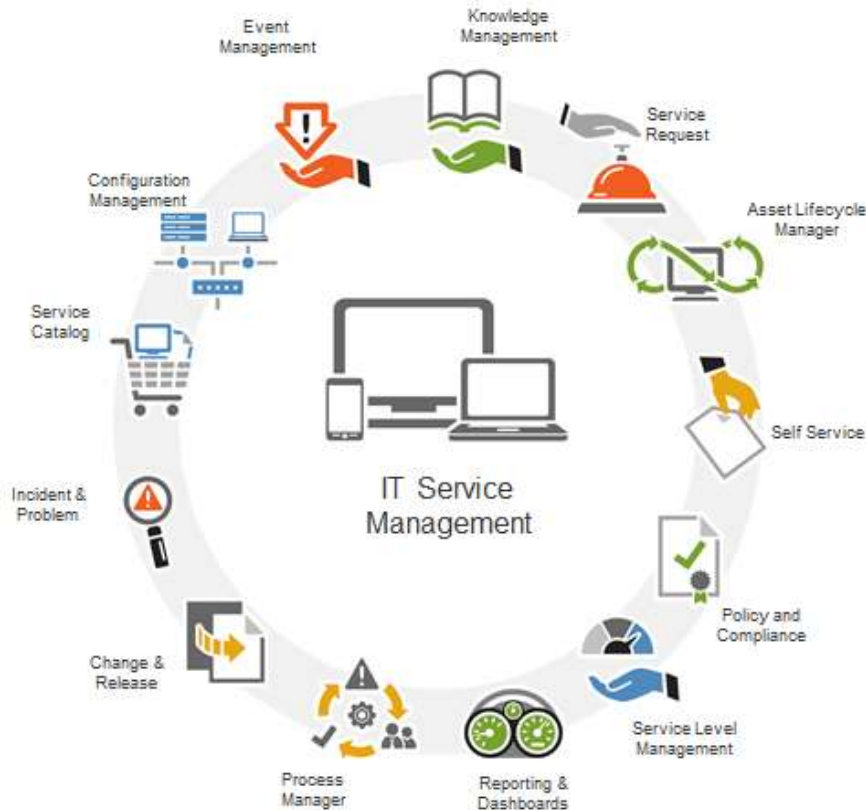 Event
Management
Knowledge
Management
Service
Request
Asset Lifecycle
Manager
Self Service
Policy and
Compliance
Service Level
Management
Reporting &
Dashboards
Process
Manager
Change &
Release
Incident &
Problem
Service
Catalog
Configuration
Management
IT Service
Management